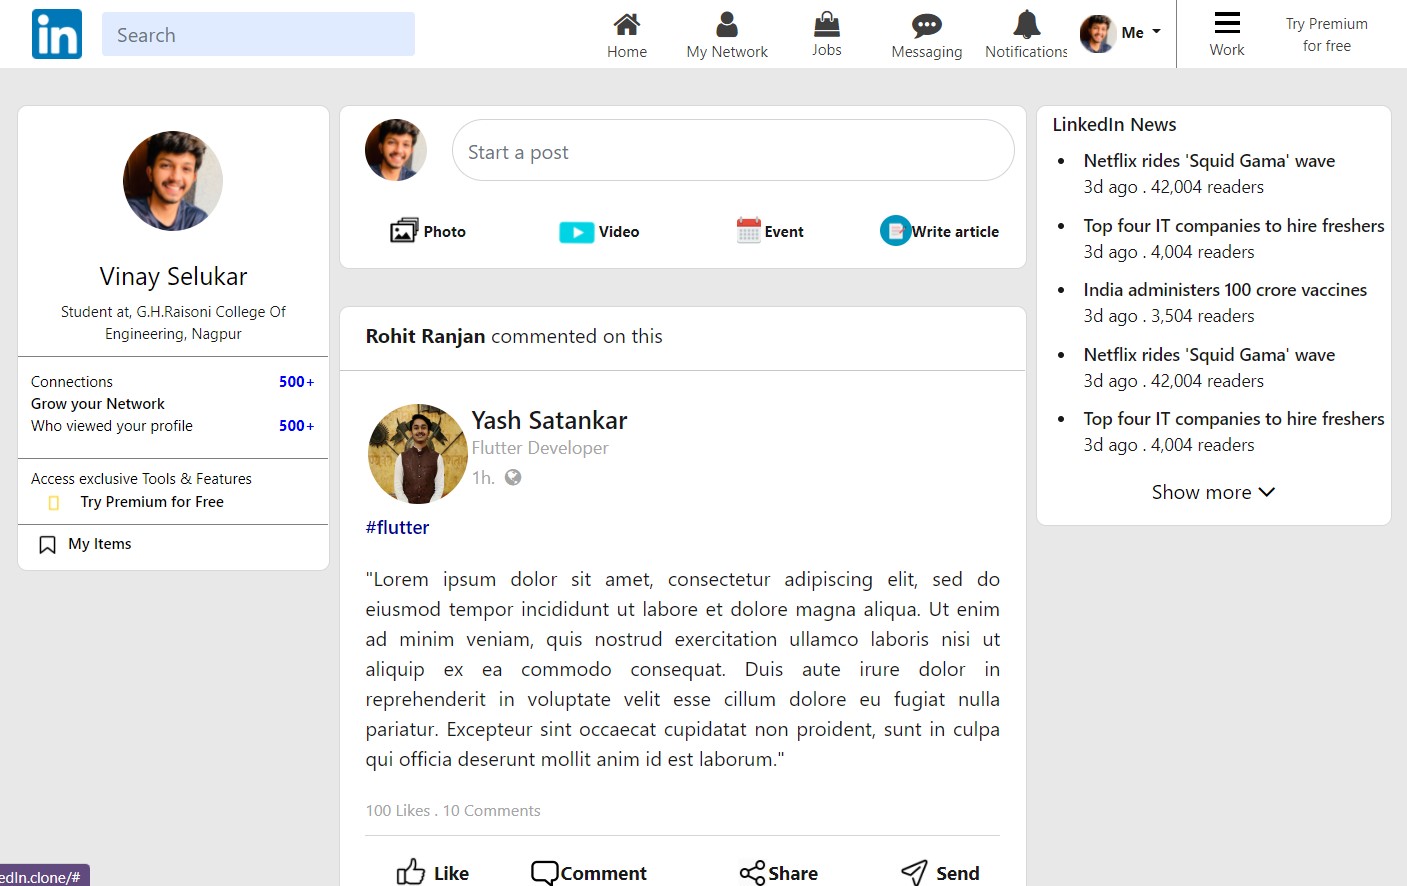 in
Search
Home
My Network
Jobs
Messaging
Notifications
Me
Work
Try Premium
for free
Vinay Selukar
Student at, G.H.Raisoni College Of
Engineering, Nagpur
Connections 500+
Grow your Network
Who viewed your profile 500+
Access exclusive Tools & Features
Try Premium for Free
My Items
Start a post
Photo
Video
Event
Write article
Rohit Ranjan commented on this
Yash Satankar
Flutter Developer
1h.
#flutter
"Lorem ipsum dolor sit amet, consectetur adipiscing elit, sed do
eiusmod tempor incididunt ut labore et dolore magna aliqua. Ut enim
ad minim veniam, quis nostrud exercitation ullamco laboris nisi ut
aliquip ex ea commodo consequat. Duis aute irure dolor in
reprehenderit in voluptate velit esse cillum dolore eu fugiat nulla
pariatur. Excepteur sint occaecat cupidatat non proident, sunt in culpa
qui officia deserunt mollit anim id est laborum."
100 Likes . 10 Comments
Like
Comment
Share
Send
LinkedIn News
Netflix rides 'Squid Gama' wave
3d ago . 42,004 readers
Top four IT companies to hire freshers
3d ago . 4,004 readers
India administers 100 crore vaccines
3d ago . 3,504 readers
Netflix rides 'Squid Gama' wave
3d ago . 42,004 readers
Top four IT companies to hire freshers
3d ago . 4,004 readers
Show more
edIn.clone/#